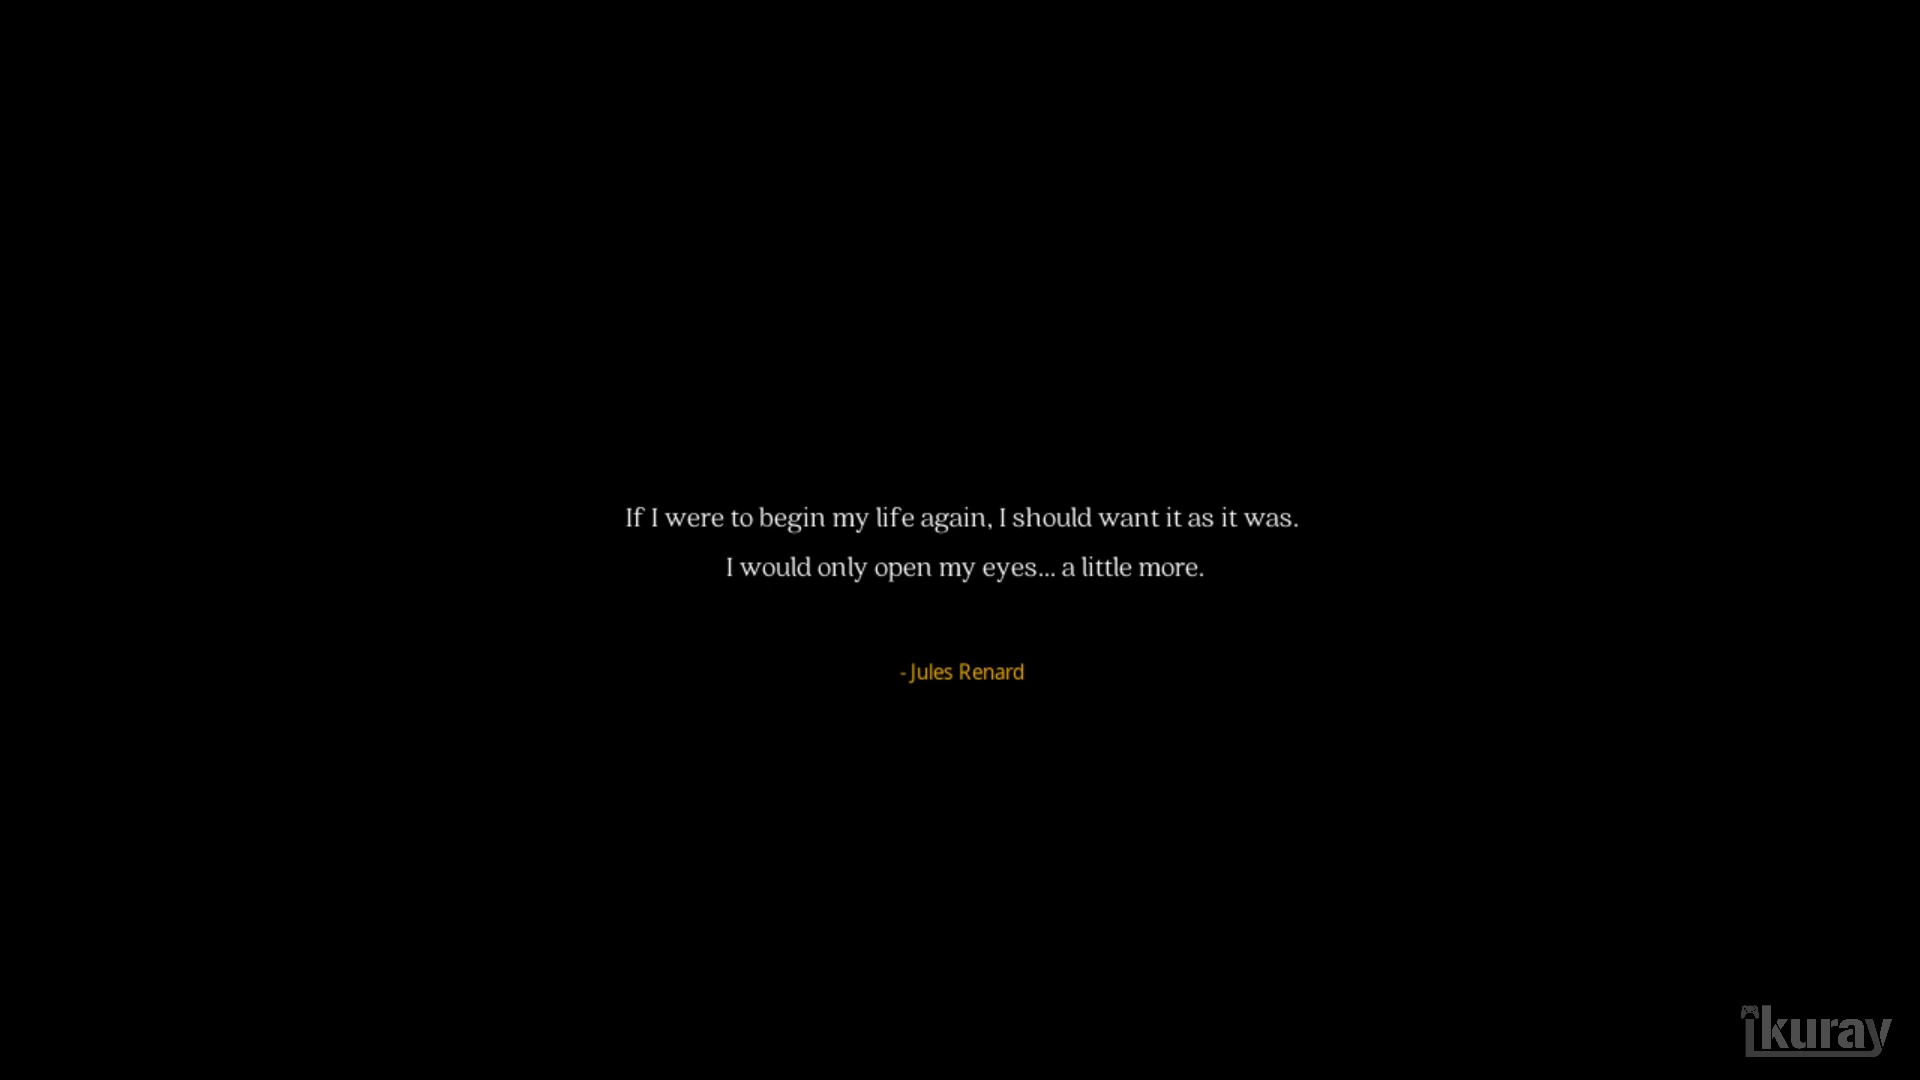 If I were to begin my life again, I should want it as it was.
I would only open my eyes... a little more.
- Jules Renard
ikuray